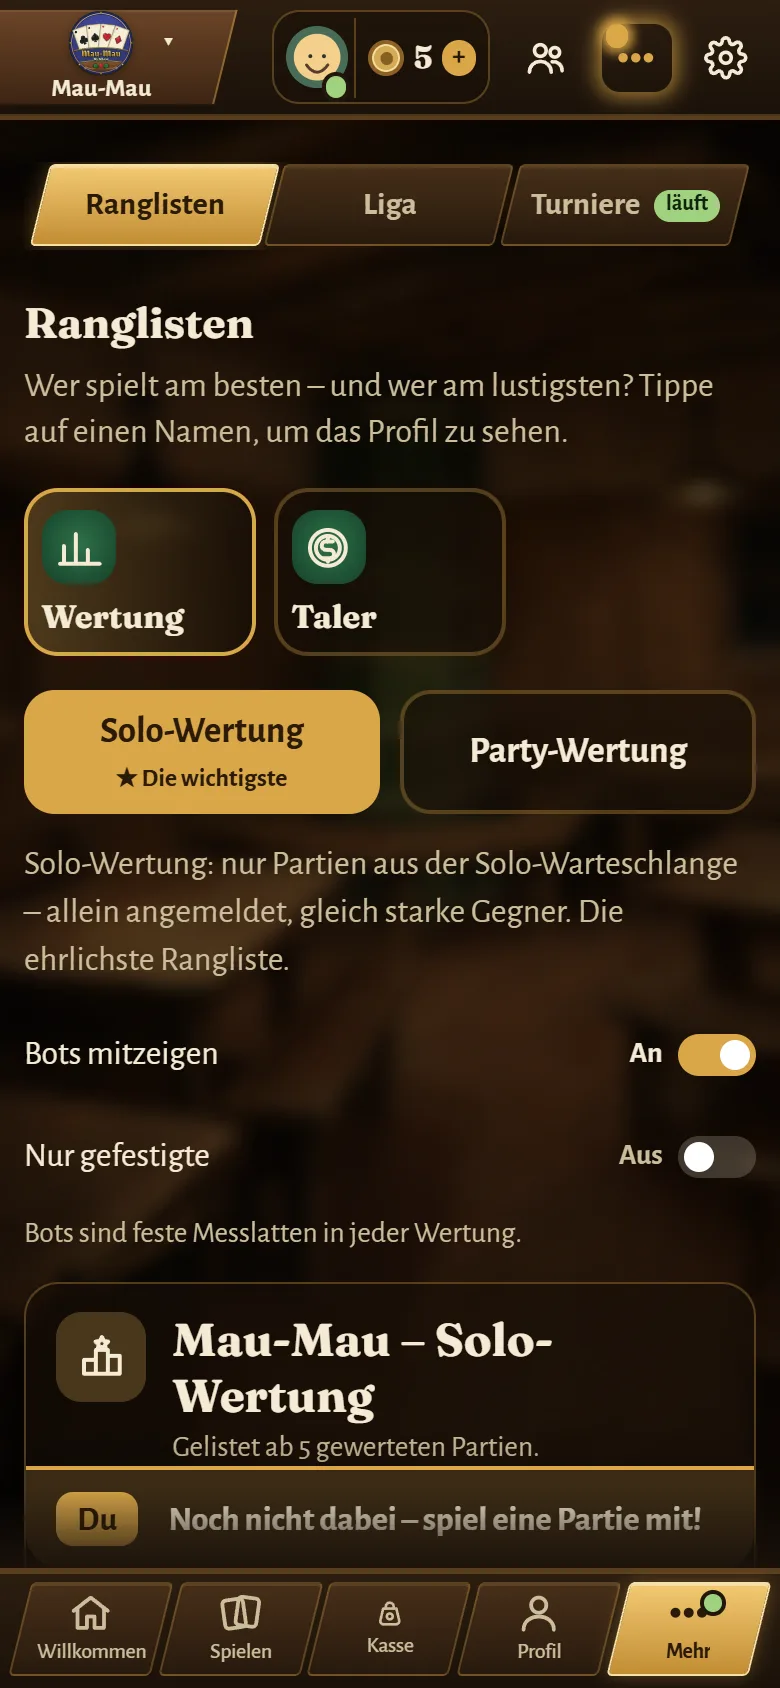 Mau-Mau
5
+
Ranglisten
Liga
Turniere
läuft
Ranglisten
Wer spielt am besten – und wer am lustigsten? Tippe
auf einen Namen, um das Profil zu sehen.
Wertung
Taler
Solo-Wertung
★ Die wichtigste
Party-Wertung
Solo-Wertung: nur Partien aus der Solo-Warteschlange
– allein angemeldet, gleich starke Gegner. Die
ehrlichste Rangliste.
Bots mitzeigen
An
Nur gefestigte
Aus
Bots sind feste Messlatten in jeder Wertung.
Mau-Mau – Solo-
Wertung
Gelistet ab 5 gewerteten Partien.
Du
Noch nicht dabei – spiel eine Partie mit!
Willkommen
Spielen
Kasse
Profil
Mehr